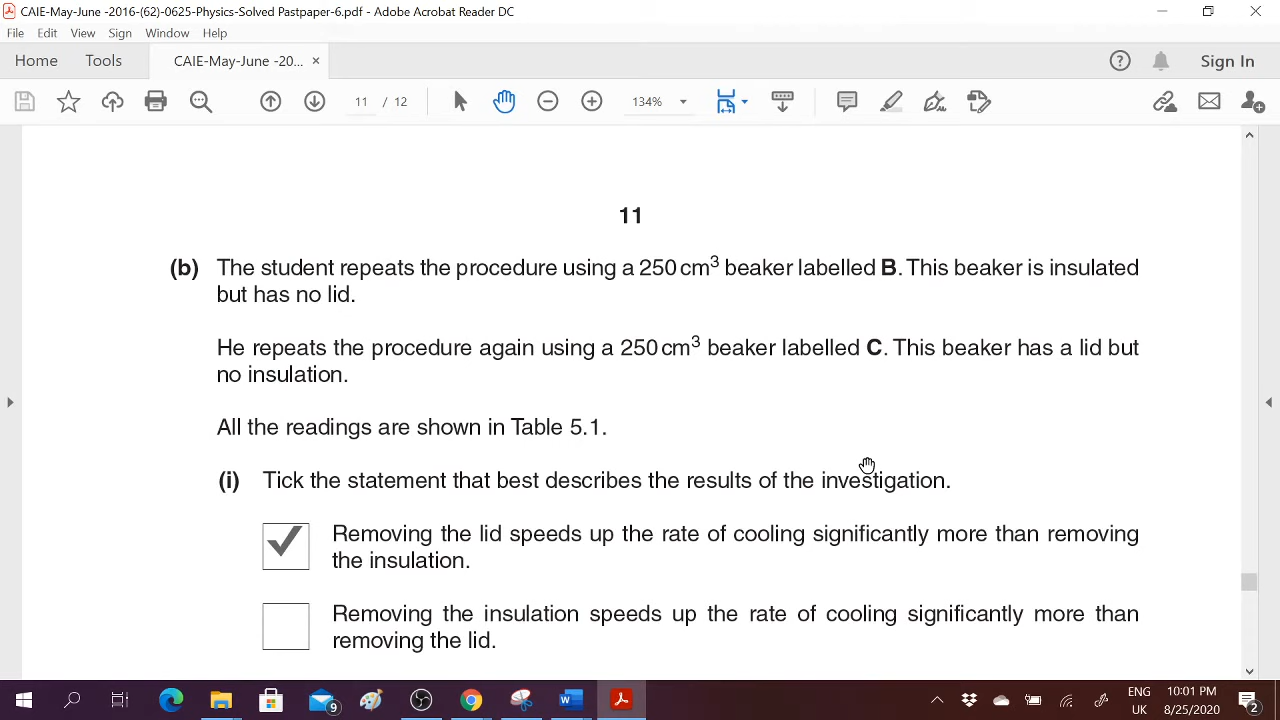 CAIE-May-June -2016-(62)-0625-Physics-Solved Pastpaper-6.pdf - Adobe Acrobat Reader DC
File Edit View Sign Window Help
Home Tools CAIE-May-June -20... × Sign In
11 / 12 134%
11
(b) The student repeats the procedure using a 250 cm³ beaker labelled B. This beaker is insulated
but has no lid.
He repeats the procedure again using a 250 cm³ beaker labelled C. This beaker has a lid but
no insulation.
All the readings are shown in Table 5.1.
(i) Tick the statement that best describes the results of the investigation.
Removing the lid speeds up the rate of cooling significantly more than removing
the insulation.
Removing the insulation speeds up the rate of cooling significantly more than
removing the lid.
9
ENG 10:01 PM
UK 8/25/2020 2